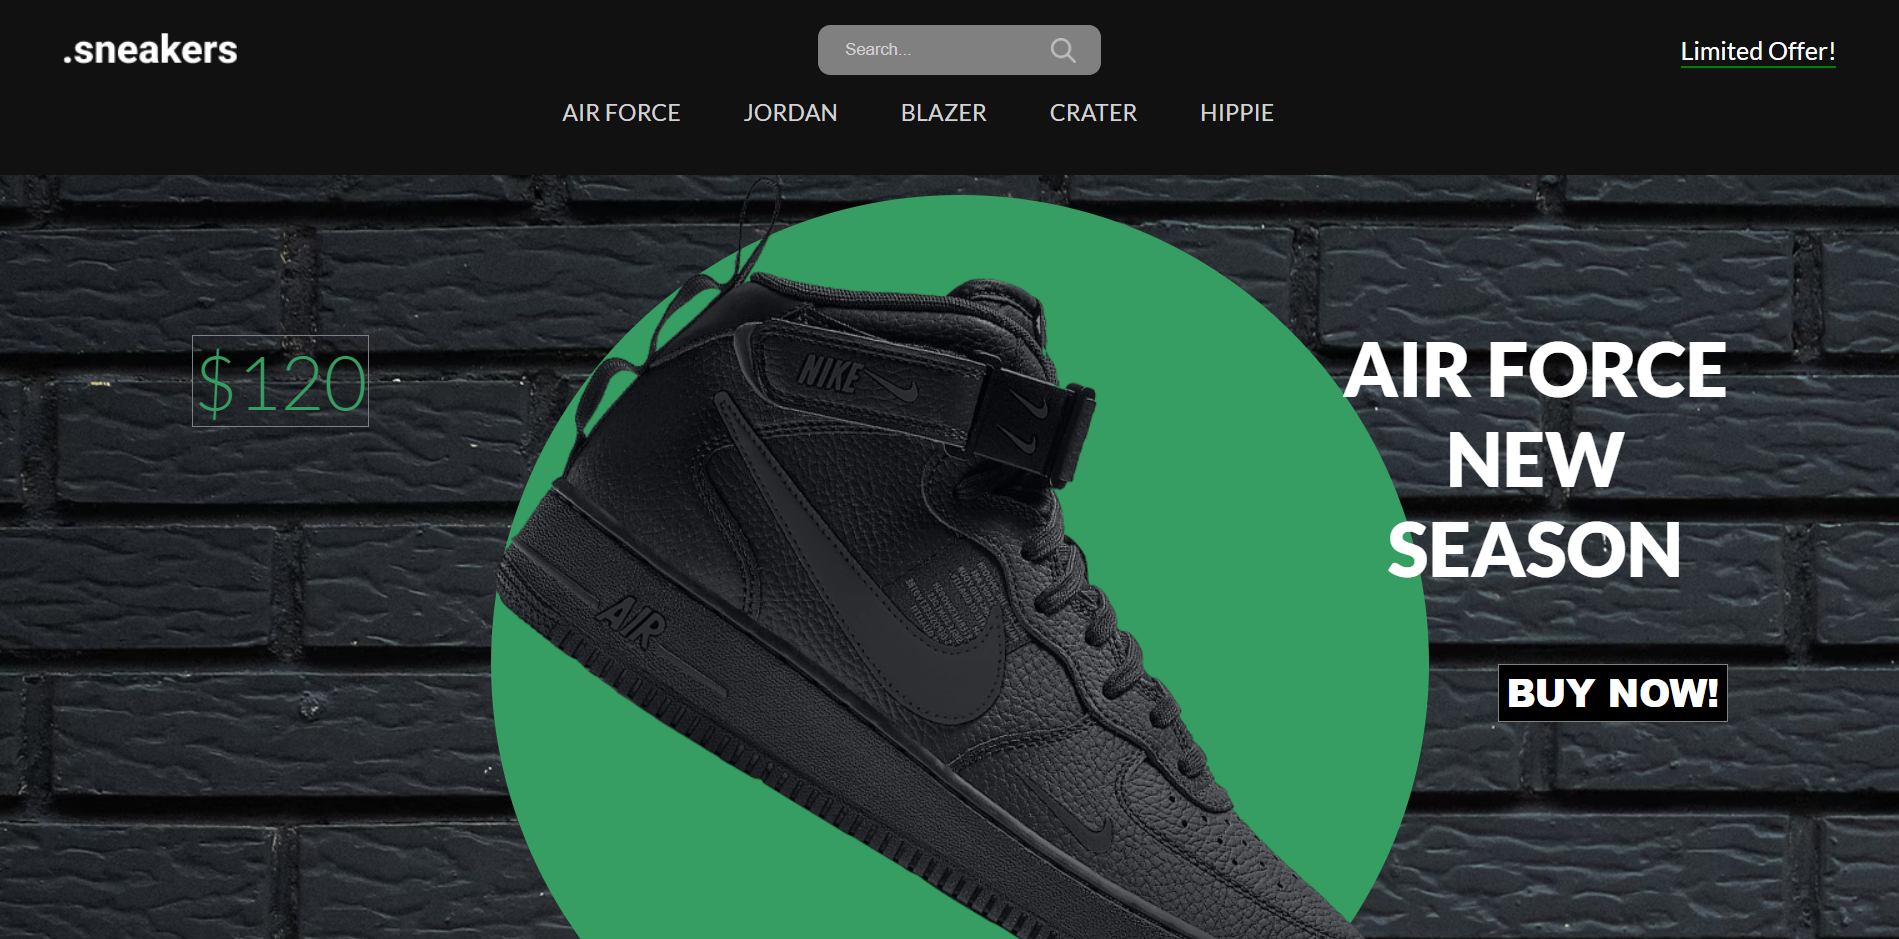 .sneakers
Search...
Limited Offer!
AIR FORCE JORDAN BLAZER CRATER HIPPIE
$120
AIR FORCE
NEW
SEASON
BUY NOW!
NIKE
AIR